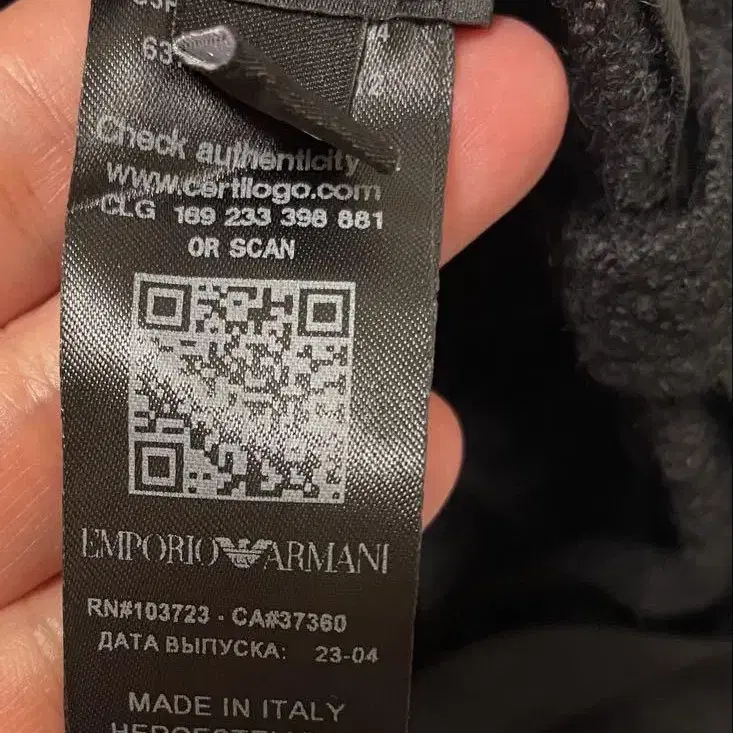 Check authenticity
www.certilogo.com
CLG 169 233 398 881
OR SCAN
EMPORIO ARMANI
RN#103723 - CA#37360
ДАТА ВЫПУСКА: 23-04
MADE IN ITALY